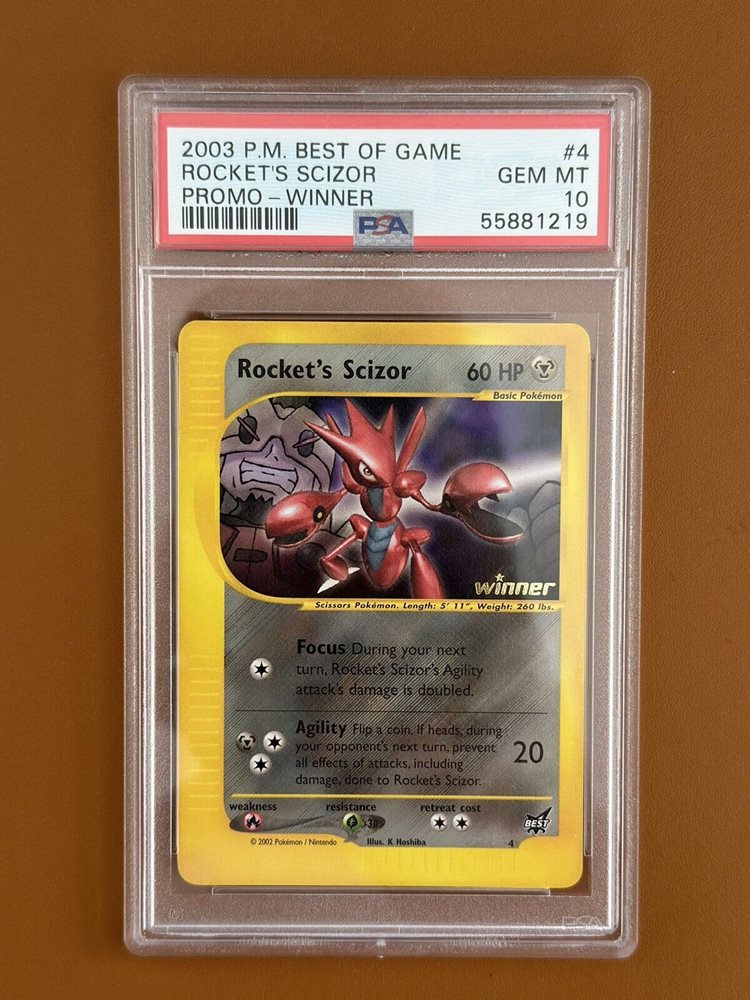 2003 P.M. BEST OF GAME #4
ROCKET'S SCIZOR GEM MT
PROMO – WINNER 10
PSA 55881219
Rocket's Scizor 60 HP
Basic Pokémon
winner
Scissors Pokémon. Length: 5' 11", Weight: 260 lbs.
Focus During your next
turn, Rocket's Scizor's Agility
attack's damage is doubled.
Agility Flip a coin. If heads, during
your opponent's next turn, prevent
all effects of attacks, including
damage, done to Rocket's Scizor.
20
weakness resistance retreat cost
-30
BEST
© 2002 Pokémon / Nintendo Illus. K Hoshiba 4
PSA